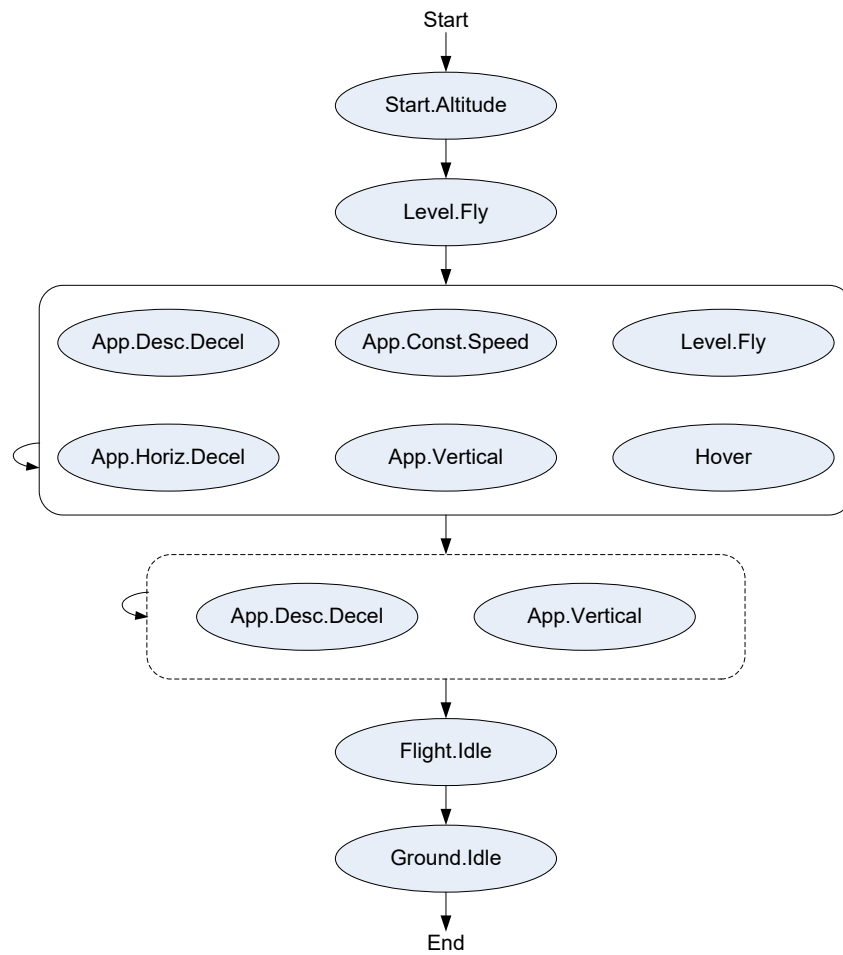 Start
Start.Altitude
Level.Fly
App.Desc.Decel
App.Const.Speed
Level.Fly
App.Horiz.Decel
App.Vertical
Hover
App.Desc.Decel
App.Vertical
Flight.Idle
Ground.Idle
End